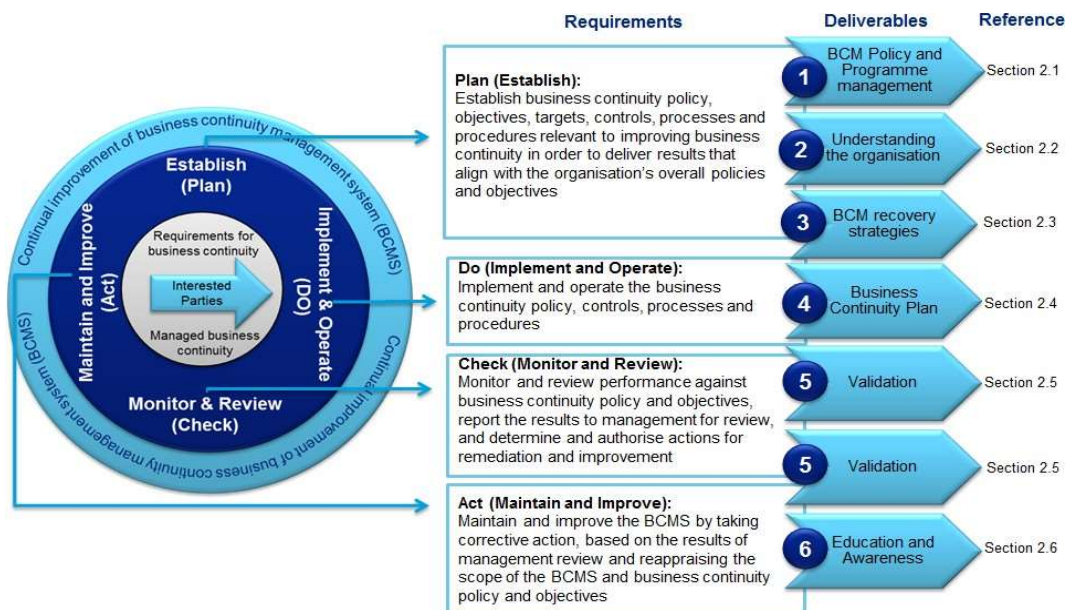 Requirements
Deliverables
Reference
Continual improvement of business continuity management system (BCMS)
Continual improvement of business continuity management system (BCMS)
Establish
(Plan)
Implement & Operate
(DO)
Monitor & Review
(Check)
Maintain and Improve
(Act)
Requirements for
business continuity
Interested
Parties
Managed business
continuity
Plan (Establish):
Establish business continuity policy,
objectives, targets, controls, processes and
procedures relevant to improving business
continuity in order to deliver results that
align with the organisation's overall policies
and objectives
1
BCM Policy and
Programme
management
Section 2.1
2
Understanding
the organisation
Section 2.2
3
BCM recovery
strategies
Section 2.3
Do (Implement and Operate):
Implement and operate the business
continuity policy, controls, processes and
procedures
4
Business
Continuity Plan
Section 2.4
Check (Monitor and Review):
Monitor and review performance against
business continuity policy and objectives,
report the results to management for review,
and determine and authorise actions for
remediation and improvement
5
Validation
Section 2.5
5
Validation
Section 2.5
Act (Maintain and Improve):
Maintain and improve the BCMS by taking
corrective action, based on the results of
management review and reappraising the
scope of the BCMS and business continuity
policy and objectives
6
Education and
Awareness
Section 2.6